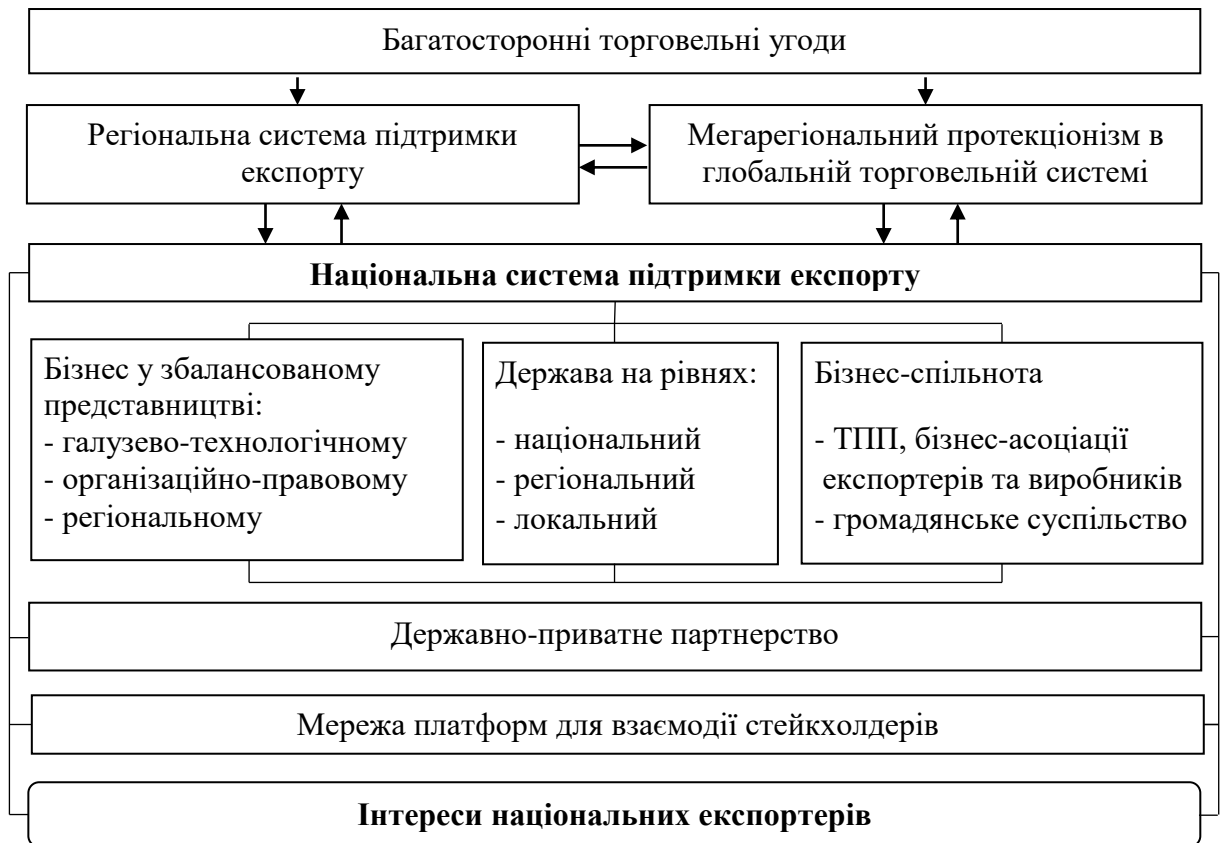 Багатосторонні торговельні угоди
Регіональна система підтримки
експорту
Мегарегіональний протекціонізм в
глобальній торговельній системі
Національна система підтримки експорту
Бізнес у збалансованому
представництві:
- галузево-технологічному
- організаційно-правовому
- регіональному
Держава на рівнях:
- національний
- регіональний
- локальний
Бізнес-спільнота
- ТПП, бізнес-асоціації
експортерів та виробників
- громадянське суспільство
Державно-приватне партнерство
Мережа платформ для взаємодії стейкхолдерів
Інтереси національних експортерів